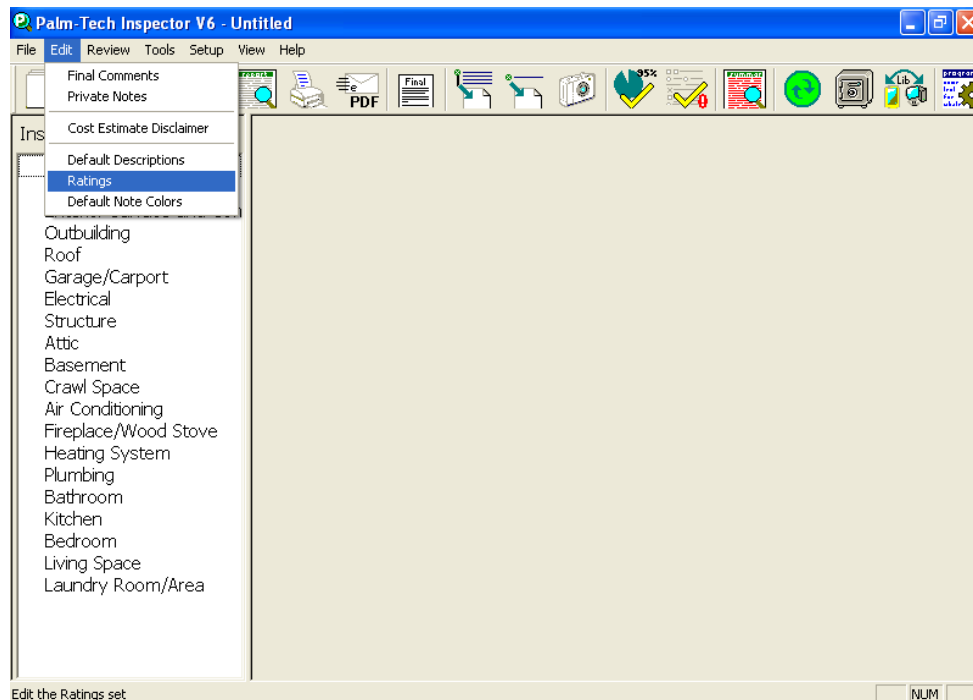 Palm-Tech Inspector V6 - Untitled
File Edit Review Tools Setup View Help
Final Comments
Private Notes
Cost Estimate Disclaimer
Default Descriptions
Ratings
Default Note Colors
report
PDF
Final
95%
summary
Lib
program
Ins
Outbuilding
Roof
Garage/Carport
Electrical
Structure
Attic
Basement
Crawl Space
Air Conditioning
Fireplace/Wood Stove
Heating System
Plumbing
Bathroom
Kitchen
Bedroom
Living Space
Laundry Room/Area
Edit the Ratings set
NUM